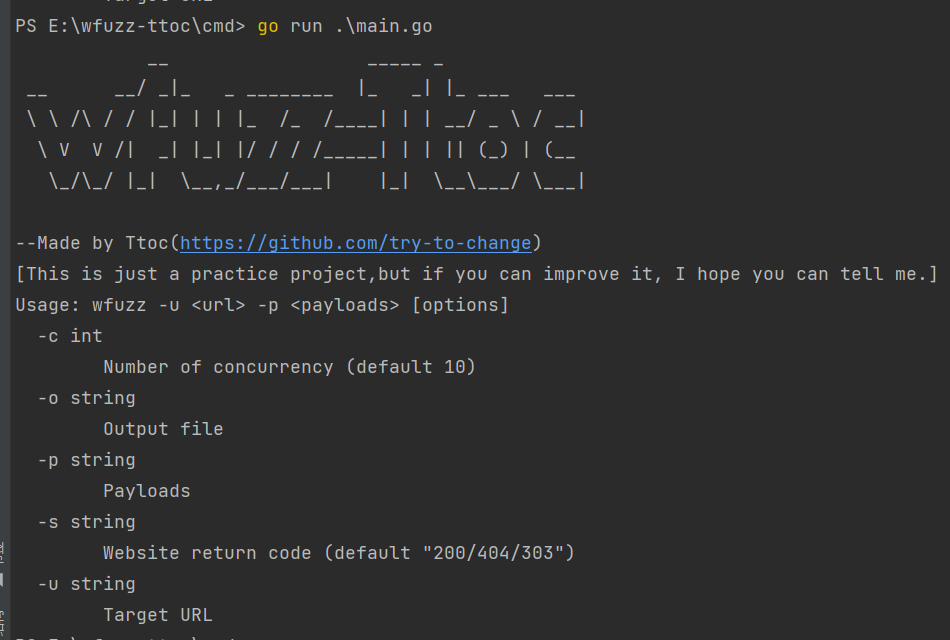 PS E:\wfuzz-ttoc\cmd> go run .\main.go
--Made by Ttoc(https://github.com/try-to-change)
[This is just a practice project,but if you can improve it, I hope you can tell me.]
Usage: wfuzz -u <url> -p <payloads> [options]
-c int
Number of concurrency (default 10)
-o string
Output file
-p string
Payloads
-s string
Website return code (default "200/404/303")
-u string
Target URL